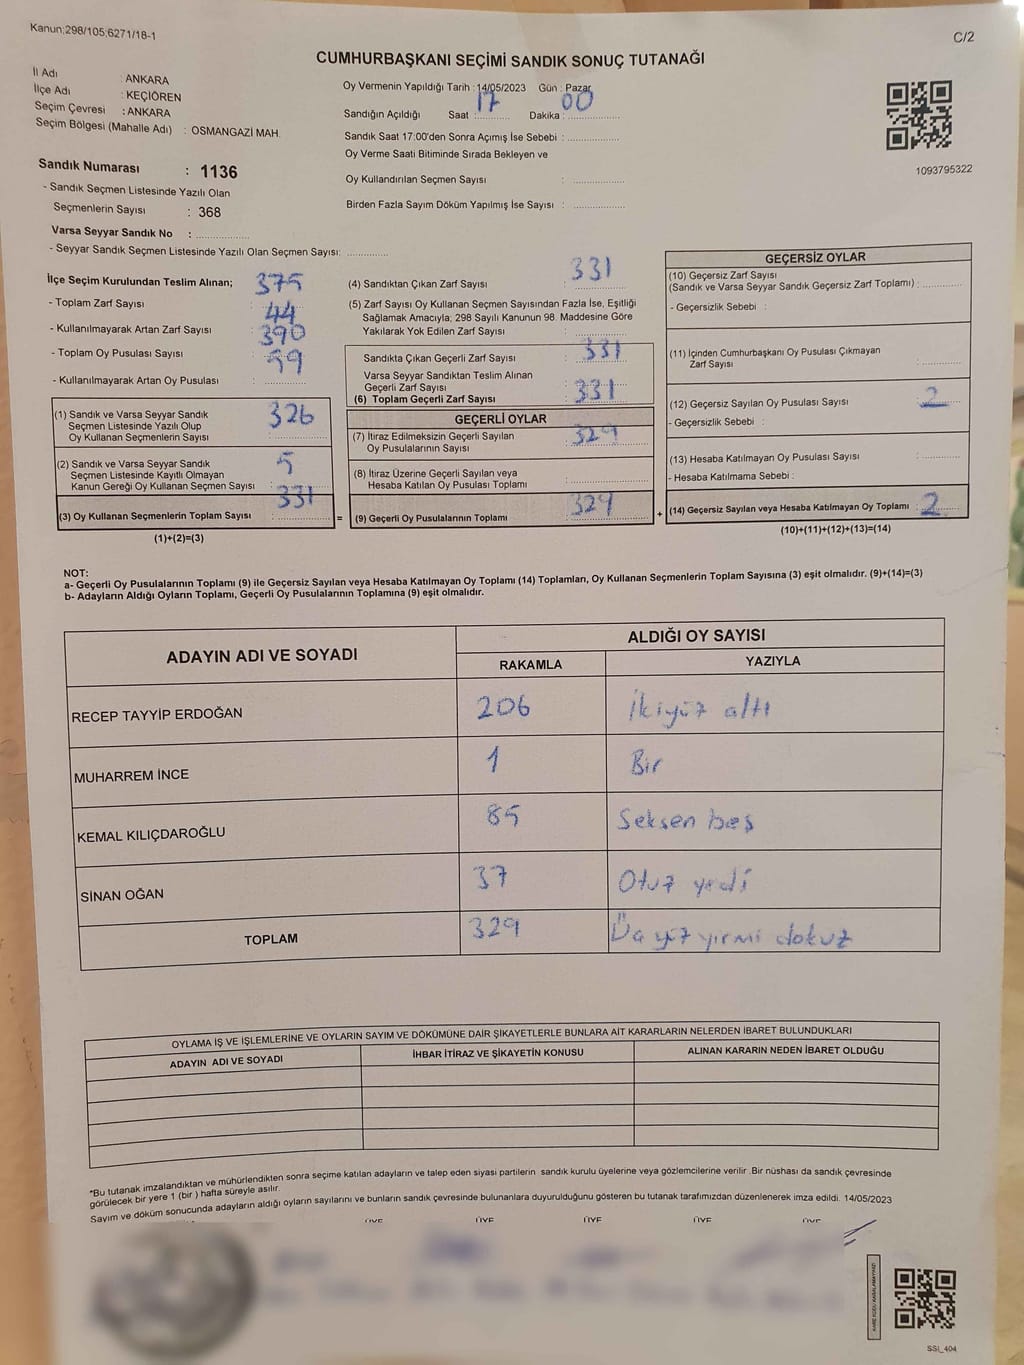 Kanun;298/105;6271/18-1
C/2
CUMHURBAŞKANI SEÇİMİ SANDIK SONUÇ TUTANAĞI
İl Adı : ANKARA
İlçe Adı : KEÇİÖREN
Seçim Çevresi : ANKARA
Seçim Bölgesi (Mahalle Adı) : OSMANGAZİ MAH.
Sandık Numarası : 1136
- Sandık Seçmen Listesinde Yazılı Olan
Seçmenlerin Sayısı : 368
Varsa Seyyar Sandık No : ..............
- Seyyar Sandık Seçmen Listesinde Yazılı Olan Seçmen Sayısı: ............
Oy Vermenin Yapıldığı Tarih : 14/05/2023 Gün : Pazar
Sandığın Açıldığı Saat : 17 Dakika : 00
Sandık Saat 17:00'den Sonra Açımış İse Sebebi : ..............
Oy Verme Saati Bitiminde Sırada Bekleyen ve
Oy Kullandırılan Seçmen Sayısı : ..............
Birden Fazla Sayım Döküm Yapılmış İse Sayısı : ..............
1093795322
İlçe Seçim Kurulundan Teslim Alınan; 375
- Toplam Zarf Sayısı 44
- Kullanılmayarak Artan Zarf Sayısı 390
- Toplam Oy Pusulası Sayısı 59
- Kullanılmayarak Artan Oy Pusulası : ..............
(1) Sandık ve Varsa Seyyar Sandık
Seçmen Listesinde Yazılı Olup
Oy Kullanan Seçmenlerin Sayısı : 326
(2) Sandık ve Varsa Seyyar Sandık
Seçmen Listesinde Kayıtlı Olmayan
Kanun Gereği Oy Kullanan Seçmen Sayısı : 5
(3) Oy Kullanan Seçmenlerin Toplam Sayısı : 331
(1)+(2)=(3)
=
(4) Sandıktan Çıkan Zarf Sayısı : 331
(5) Zarf Sayısı Oy Kullanan Seçmen Sayısından Fazla İse, Eşitliği
Sağlamak Amacıyla; 298 Sayılı Kanunun 98. Maddesine Göre
Yakılarak Yok Edilen Zarf Sayısı : ..............
Sandıkta Çıkan Geçerli Zarf Sayısı : 331
Varsa Seyyar Sandıktan Teslim Alınan
Geçerli Zarf Sayısı : 331
(6) Toplam Geçerli Zarf Sayısı : ..............
GEÇERLİ OYLAR
(7) İtiraz Edilmeksizin Geçerli Sayılan
Oy Pusulalarının Sayısı : 329
(8) İtiraz Üzerine Geçerli Sayılan veya
Hesaba Katılan Oy Pusulası Toplamı : ..............
(9) Geçerli Oy Pusulalarının Toplamı : 329
+
GEÇERSİZ OYLAR
(10) Geçersiz Zarf Sayısı
(Sandık ve Varsa Seyyar Sandık Geçersiz Zarf Toplamı) : ............
- Geçersizlik Sebebi :
(11) İçinden Cumhurbaşkanı Oy Pusulası Çıkmayan
Zarf Sayısı : ............
(12) Geçersiz Sayılan Oy Pusulası Sayısı : 2
- Geçersizlik Sebebi :
(13) Hesaba Katılmayan Oy Pusulası Sayısı : ............
- Hesaba Katılmama Sebebi :
(14) Geçersiz Sayılan veya Hesaba Katılmayan Oy Toplamı : 2
(10)+(11)+(12)+(13)=(14)
NOT:
a- Geçerli Oy Pusulalarının Toplamı (9) ile Geçersiz Sayılan veya Hesaba Katılmayan Oy Toplamı (14) Toplamları, Oy Kullanan Seçmenlerin Toplam Sayısına (3) eşit olmalıdır. (9)+(14)=(3)
b- Adayların Aldığı Oyların Toplamı, Geçerli Oy Pusulalarının Toplamına (9) eşit olmalıdır.
ADAYIN ADI VE SOYADI
ALDIĞI OY SAYISI
RAKAMLA YAZIYLA
RECEP TAYYİP ERDOĞAN 206 İkiyüz altı
MUHARREM İNCE 1 Bir
KEMAL KILIÇDAROĞLU 85 Seksen beş
SİNAN OĞAN 37 Otuz yedi
TOPLAM 329 yüz yirmi dokuz
OYLAMA İŞ VE İŞLEMLERİNE VE OYLARIN SAYIM VE DÖKÜMÜNE DAİR ŞİKAYETLERLE BUNLARA AİT KARARLARIN NELERDEN İBARET BULUNDUKLARI
ADAYIN ADI VE SOYADI İHBAR İTİRAZ VE ŞİKAYETİN KONUSU ALINAN KARARIN NEDEN İBARET OLDUĞU
*Bu tutanak imzalandıktan ve mühürlendikten sonra seçime katılan adayların ve talep eden siyasi partilerin sandık kurulu üyelerine veya gözlemcilerine verilir .Bir nüshası da sandık çevresinde
görülecek bir yere 1 (bir ) hafta süreyle asılır.
Sayım ve döküm sonucunda adayların aldığı oyların sayılarını ve bunların sandık çevresinde bulunanlara duyurulduğunu gösteren bu tutanak tarafımızdan düzenlenerek imza edildi. 14/05/2023
ÜYE ÜYE ÜYE ÜYE ÜYE
SSI_404